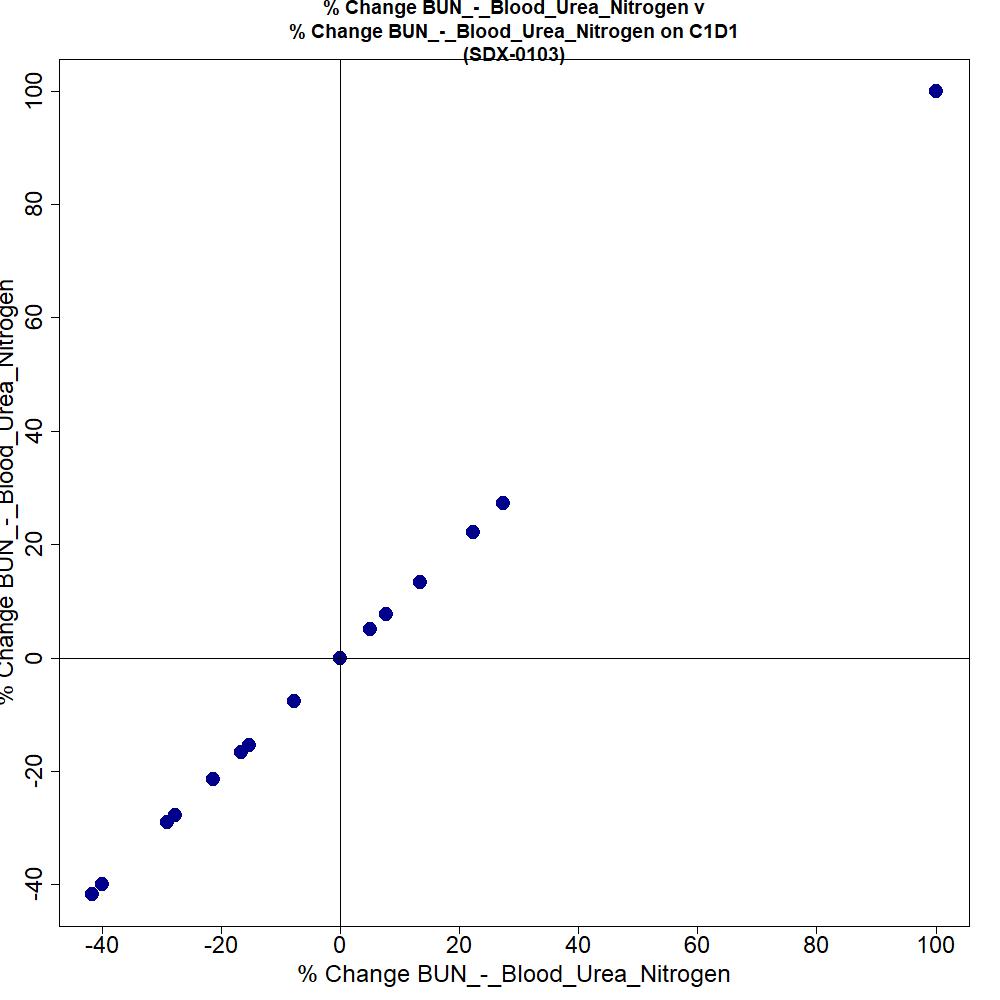 % Change BUN_-_Blood_Urea_Nitrogen v
% Change BUN_-_Blood_Urea_Nitrogen on C1D1
(SDX-0103)
100
80
60
40
20
0
-20
-40
% Change BUN_-_Blood_Urea_Nitrogen
-40 -20 0 20 40 60 80 100
% Change BUN_-_Blood_Urea_Nitrogen